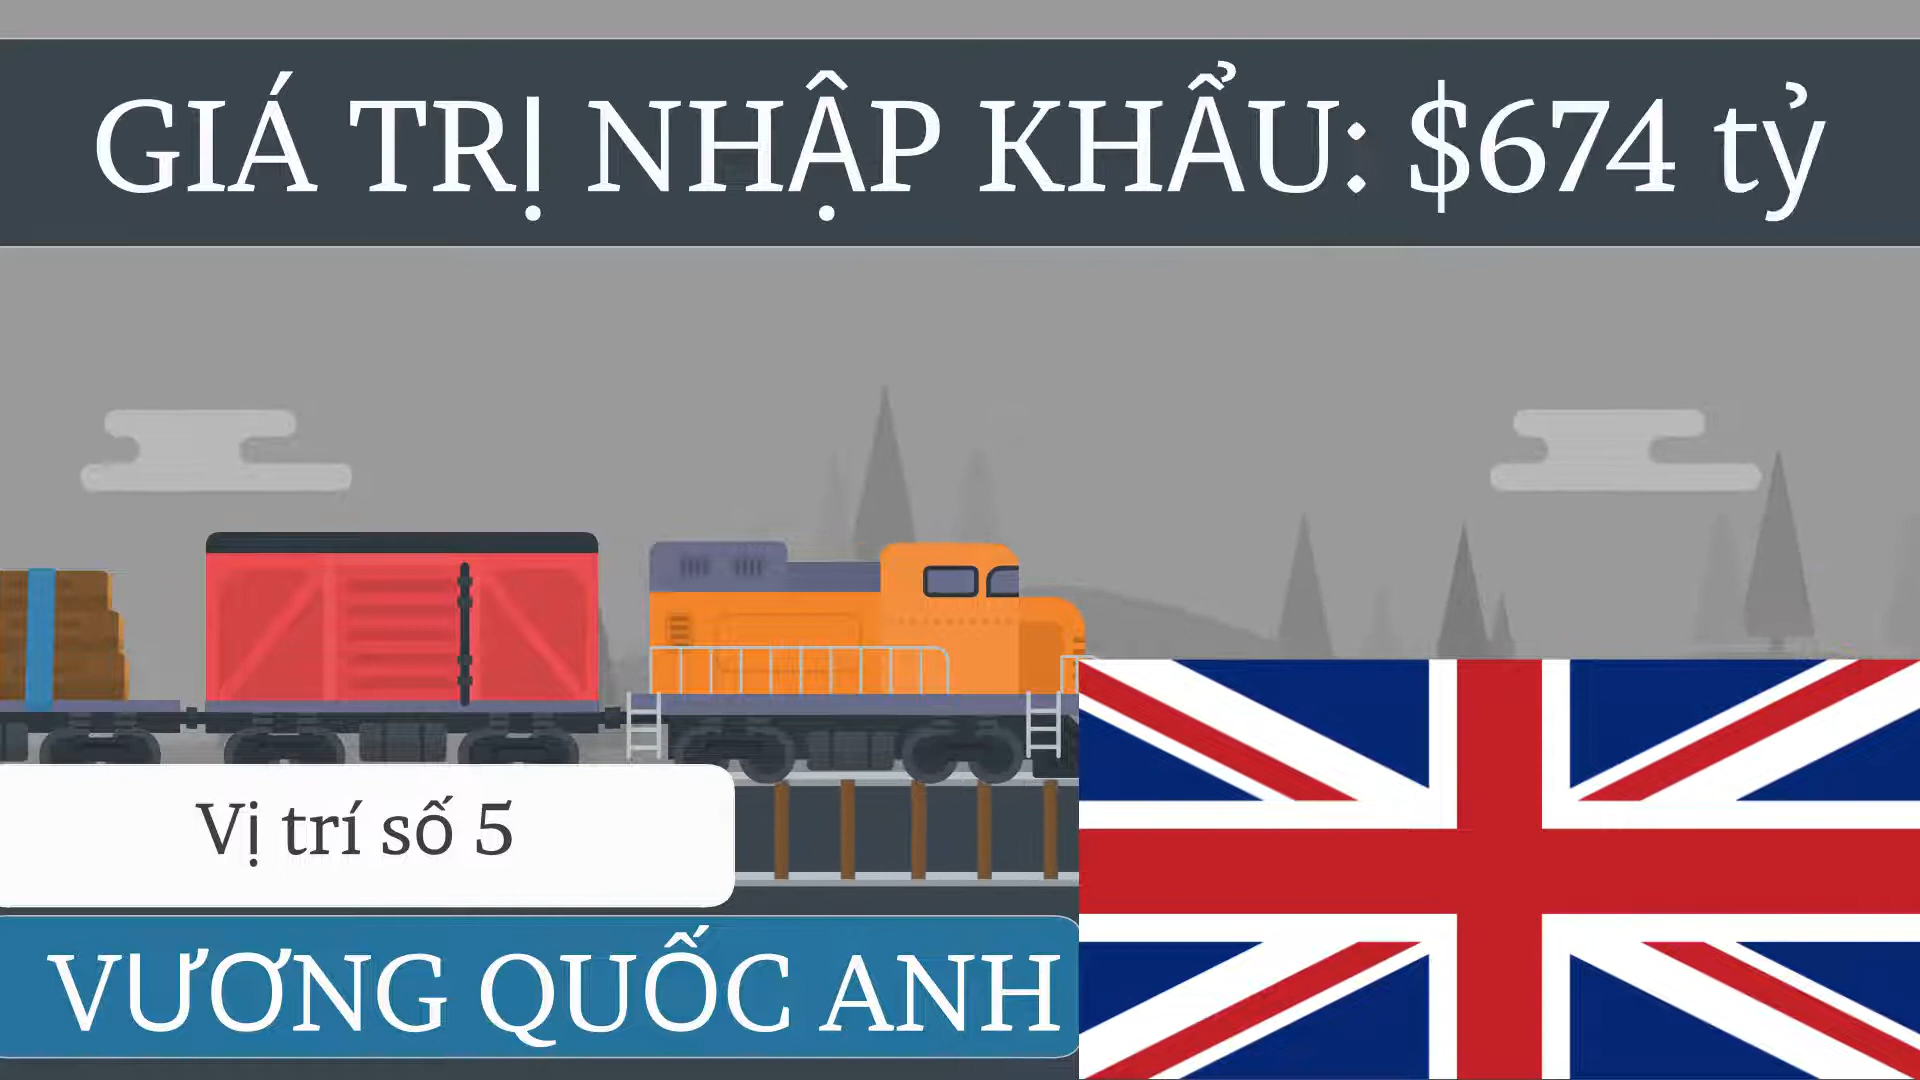 GIÁ TRỊ NHẬP KHẨU: $674 tỷ
Vị trí số 5
VƯƠNG QUỐC ANH